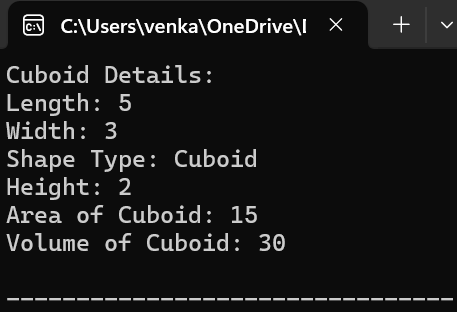 C:\Users\venka\OneDrive\I
Cuboid Details:
Length: 5
Width: 3
Shape Type: Cuboid
Height: 2
Area of Cuboid: 15
Volume of Cuboid: 30
--------------------------------